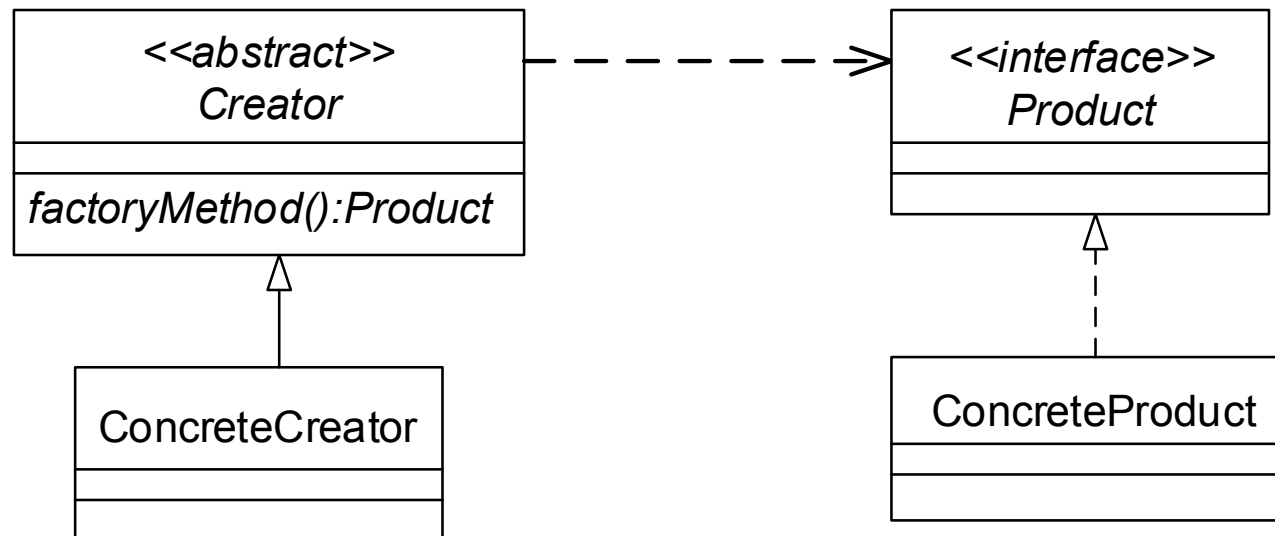 <<abstract>>
Creator
factoryMethod():Product
<<interface>>
Product
ConcreteCreator
ConcreteProduct